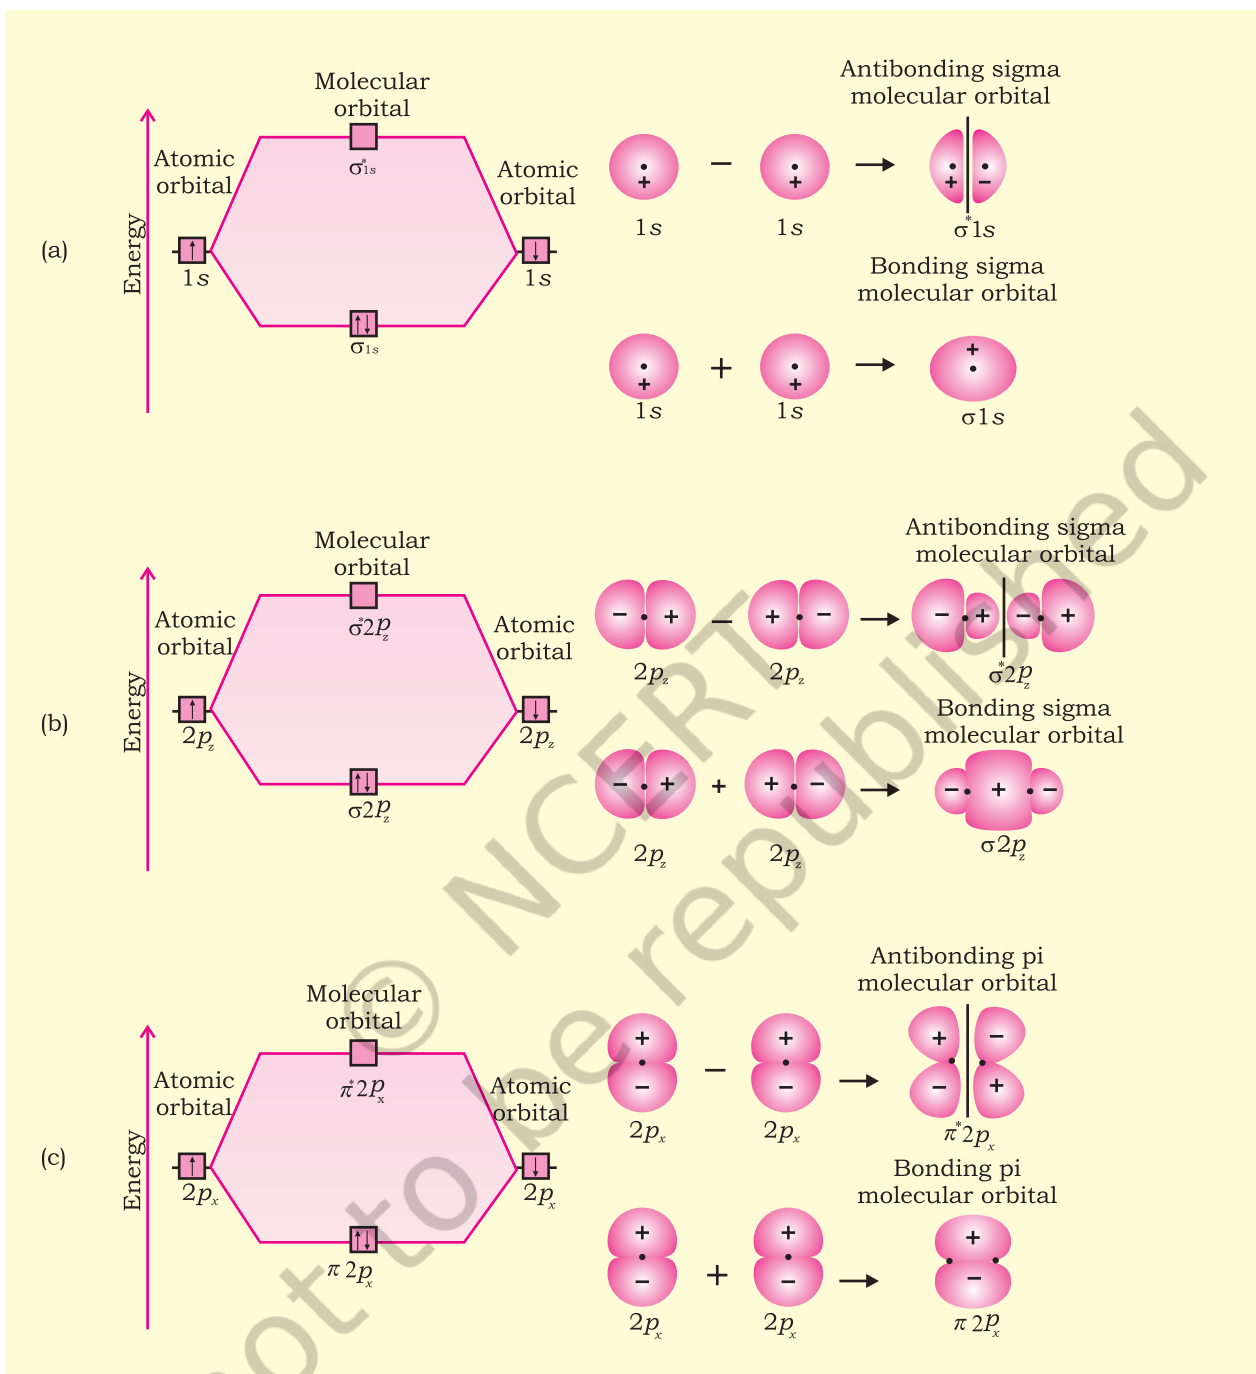 Molecular
orbital
σ*1s
Atomic
orbital
Atomic
orbital
Energy
(a)
↑
1s
↓
1s
↑↓
σ1s
Antibonding sigma
molecular orbital
+ − + → + −
1s 1s σ*1s
Bonding sigma
molecular orbital
+ + + → +
1s 1s σ1s
Molecular
orbital
σ*2pz
Atomic
orbital
Atomic
orbital
Energy
(b)
↑
2pz
↓
2pz
↑↓
σ2pz
Antibonding sigma
molecular orbital
− + − + − → − + − +
2pz 2pz σ*2pz
Bonding sigma
molecular orbital
− + + + − → − + −
2pz 2pz σ2pz
Molecular
orbital
π*2px
Atomic
orbital
Atomic
orbital
Energy
(c)
↑
2px
↓
2px
↑↓
π 2px
Antibonding pi
molecular orbital
+ + + −
− →
− − − +
2px 2px π*2px
Bonding pi
molecular orbital
+ + +
+ →
− − −
2px 2px π 2px
© NCERT
not to be republished